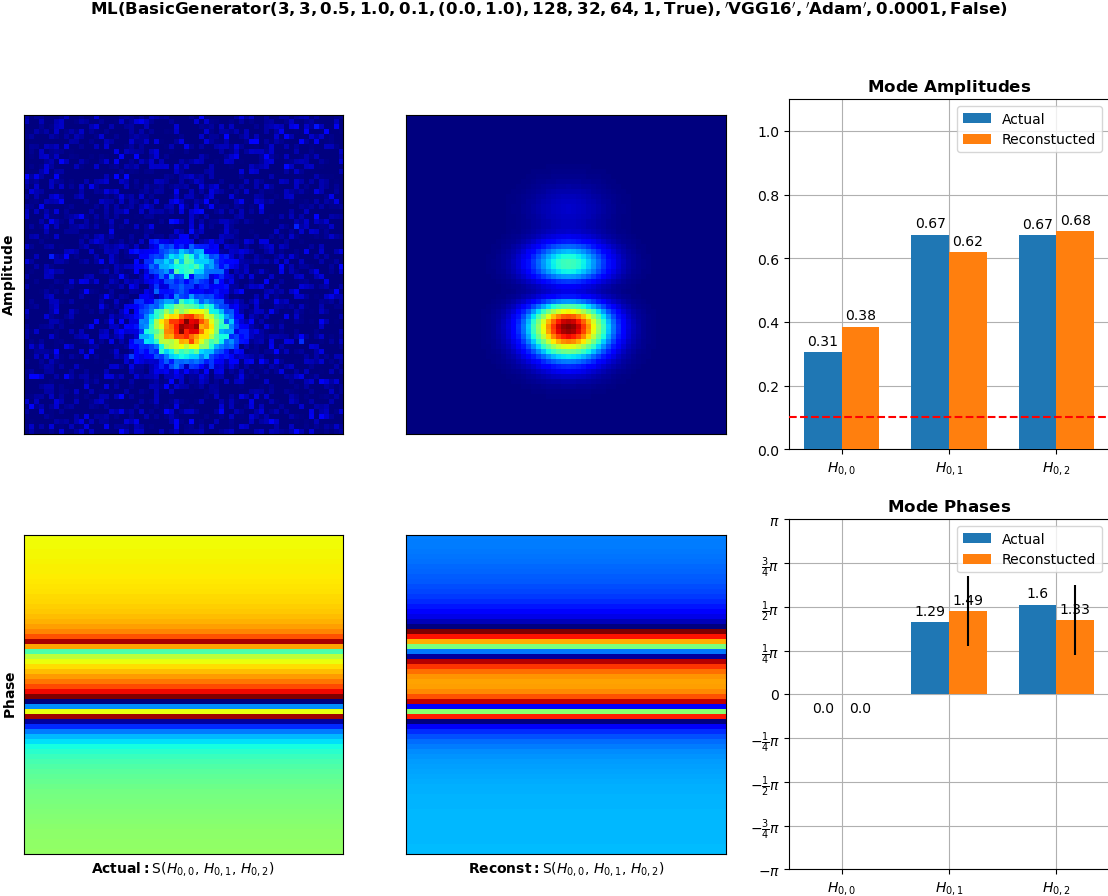 ML(BasicGenerator(3, 3, 0.5, 1.0, 0.1, (0.0, 1.0), 128, 32, 64, 1, True), ′VGG16′, ′Adam′, 0.0001, False)
Amplitude
Mode Amplitudes
Actual
Reconstucted
1.0
0.8
0.6
0.4
0.2
0.0
0.31
0.38
0.67
0.62
0.67
0.68
H0,0
H0,1
H0,2
Phase
Actual: S(H0,0, H0,1, H0,2)
Reconst: S(H0,0, H0,1, H0,2)
Mode Phases
Actual
Reconstucted
π
3/4π
1/2π
1/4π
0
−1/4π
−1/2π
−3/4π
−π
0.0
0.0
1.29
1.49
1.6
1.33
H0,0
H0,1
H0,2